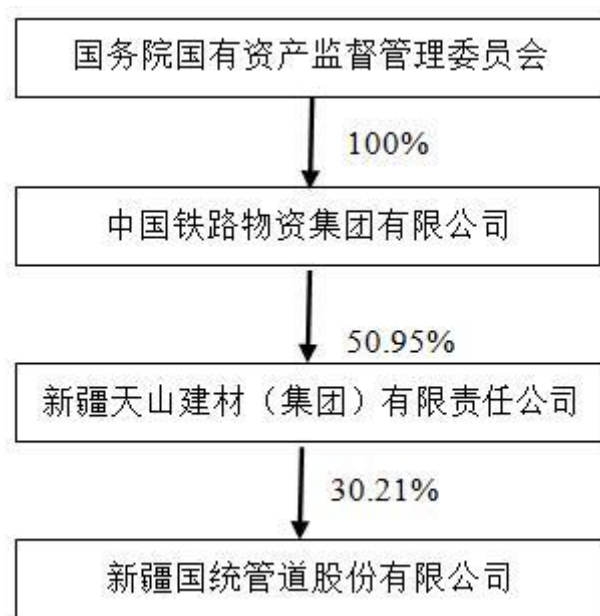 国务院国有资产监督管理委员会
100%
中国铁路物资集团有限公司
50.95%
新疆天山建材（集团）有限责任公司
30.21%
新疆国统管道股份有限公司